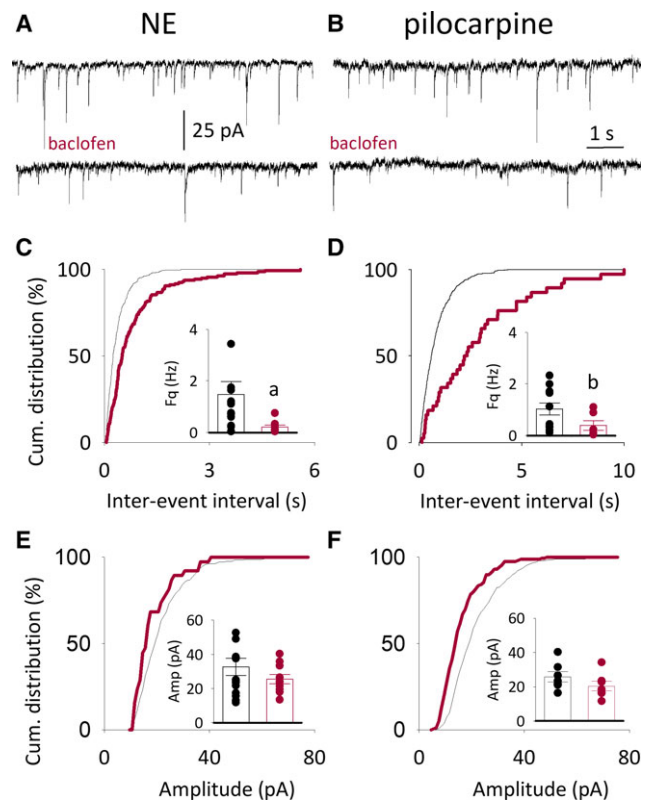 A NE
B pilocarpine
25 pA
baclofen
baclofen
1 s
C
Cum. distribution (%)
100
50
0
0 3 6
Inter-event interval (s)
Fq (Hz)
4
2
0
a
D
100
50
0
0 5 10
Inter-event interval (s)
Fq (Hz)
4
2
0
b
E
Cum. distribution (%)
100
50
0
0 40 80
Amplitude (pA)
Amp (pA)
60
40
20
0
F
100
50
0
0 40 80
Amplitude (pA)
Amp (pA)
60
40
20
0